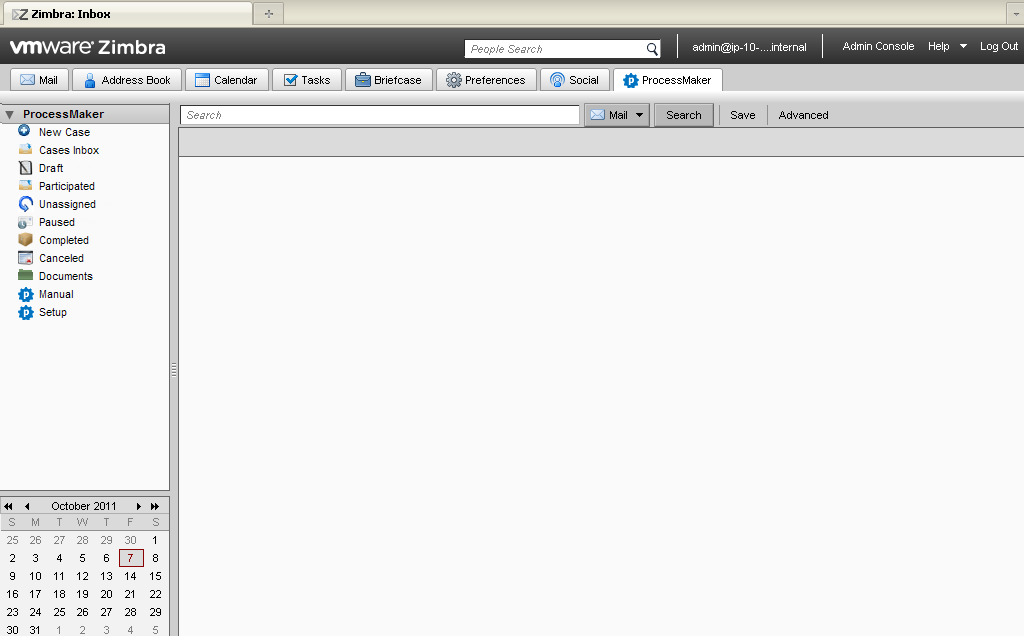 Zimbra: Inbox
vmware Zimbra
People Search
admin@ip-10-....internal
Admin Console Help Log Out
Mail Address Book Calendar Tasks Briefcase Preferences Social ProcessMaker
ProcessMaker
Search Mail Search Save Advanced
New Case
Cases Inbox
Draft
Participated
Unassigned
Paused
Completed
Canceled
Documents
Manual
Setup
October 2011
S M T W T F S
25 26 27 28 29 30 1
2 3 4 5 6 7 8
9 10 11 12 13 14 15
16 17 18 19 20 21 22
23 24 25 26 27 28 29
30 31 1 2 3 4 5